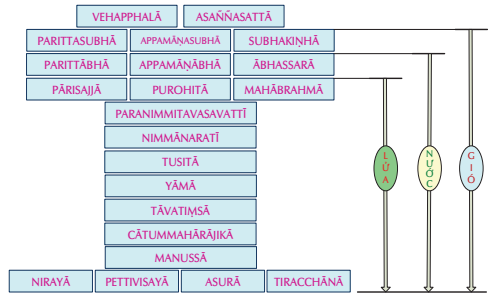 VEHAPPHALĀ ASAÑÑASATTĀ
PARITTASUBHĀ APPAMĀṆASUBHĀ SUBHAKIṆHĀ
PARITTĀBHĀ APPAMĀṆĀBHĀ ĀBHASSARĀ
PĀRISAJJĀ PUROHITĀ MAHĀBRAHMĀ
PARANIMMITAVASAVATTĪ
NIMMĀNARATĪ
TUSITĀ
YĀMĀ
TĀVATIṂSĀ
CĀTUMMAHĀRĀJIKĀ
MANUSSĀ
NIRAYĀ PETTIVISAYĀ ASURĀ TIRACCHĀNĀ
LỬA
NƯỚC
GIÓ